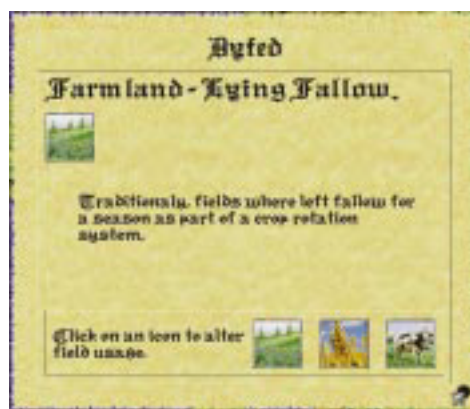 Dyfed
Farmland - Lying Fallow.
Traditionaly, fields where left fallow for
a season as part of a crop rotation
system.
Click on an icon to alter
field usage.